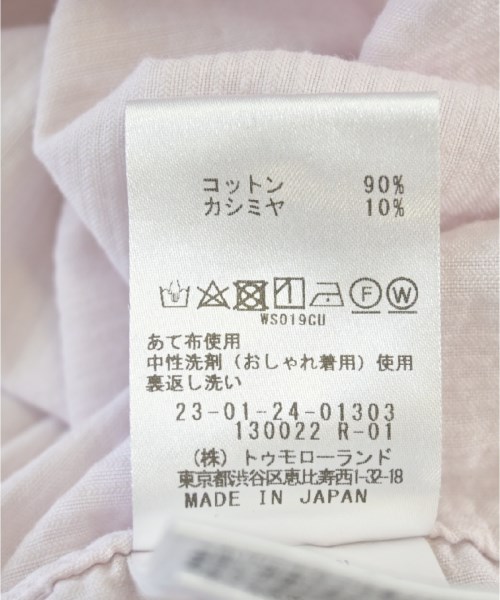 コットン 90%
カシミヤ 10%
F W
WS019CU
あて布使用
中性洗剤（おしゃれ着用）使用
裏返し洗い
23-01-24-01303
130022 R-01
（株）トゥモローランド
東京都渋谷区恵比寿西1-32-18
MADE IN JAPAN